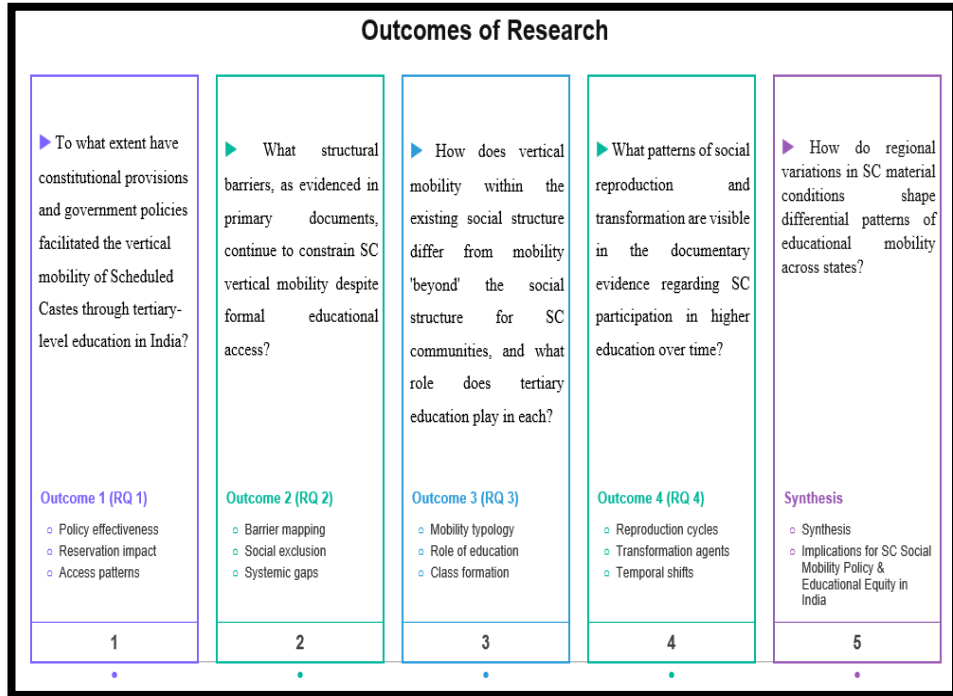 Outcomes of Research
▶ To what extent have
constitutional provisions
and government policies
facilitated the vertical
mobility of Scheduled
Castes through tertiary-
level education in India?
Outcome 1 (RQ 1)
o Policy effectiveness
o Reservation impact
o Access patterns
1
▶ What structural
barriers, as evidenced in
primary documents,
continue to constrain SC
vertical mobility despite
formal educational
access?
Outcome 2 (RQ 2)
o Barrier mapping
o Social exclusion
o Systemic gaps
2
▶ How does vertical
mobility within the
existing social structure
differ from mobility
'beyond' the social
structure for SC
communities, and what
role does tertiary
education play in each?
Outcome 3 (RQ 3)
o Mobility typology
o Role of education
o Class formation
3
▶ What patterns of social
reproduction and
transformation are visible
in the documentary
evidence regarding SC
participation in higher
education over time?
Outcome 4 (RQ 4)
o Reproduction cycles
o Transformation agents
o Temporal shifts
4
▶ How do regional
variations in SC material
conditions shape
differential patterns of
educational mobility
across states?
Synthesis
o Synthesis
o Implications for SC Social
Mobility Policy &
Educational Equity in
India
5